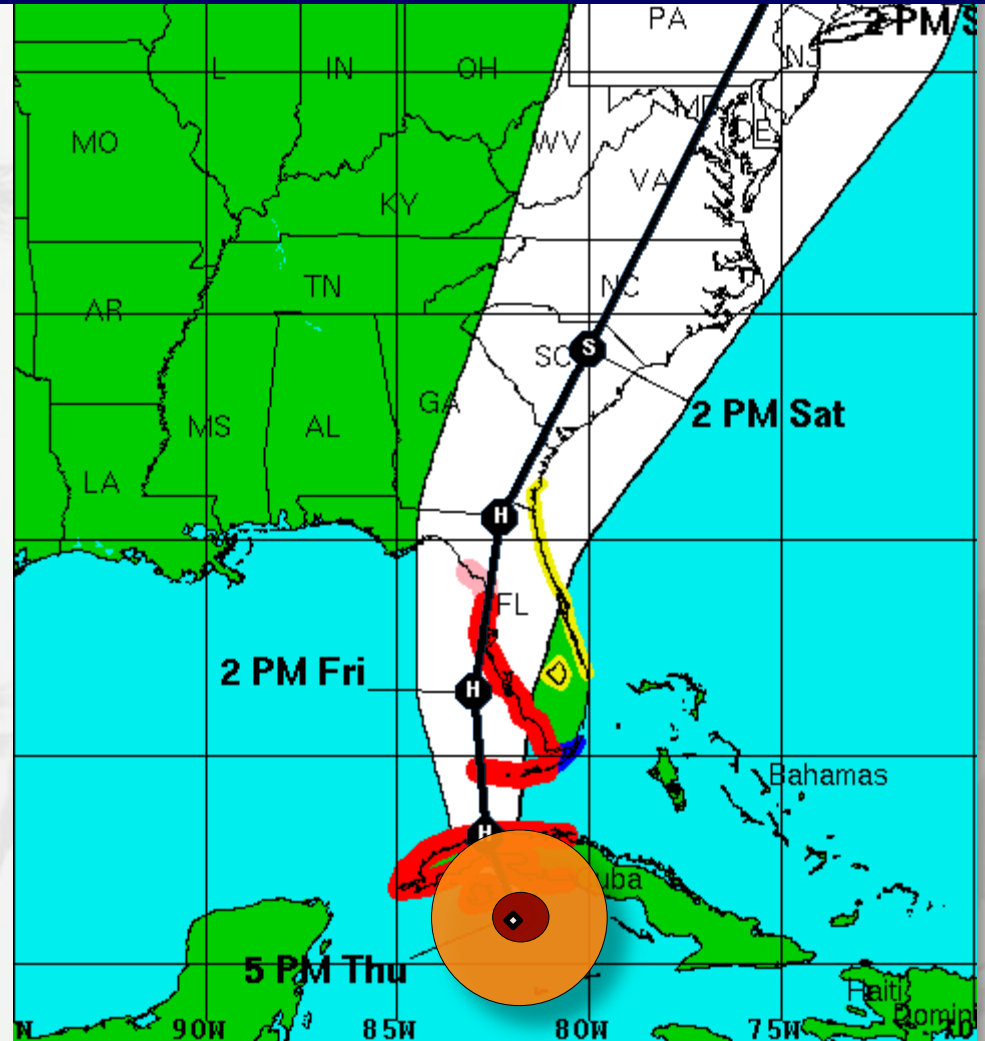 PA
2 PM S
NJ
L
IN
OH
MD
DE
MO
WV
VA
KY
TN
NC
AR
S
SC
GA
2 PM Sat
MS
AL
LA
H
FL
2 PM Fri
H
Bahamas
H
Cuba
5 PM Thu
Haiti
Domini
N
90W
85W
80W
75W